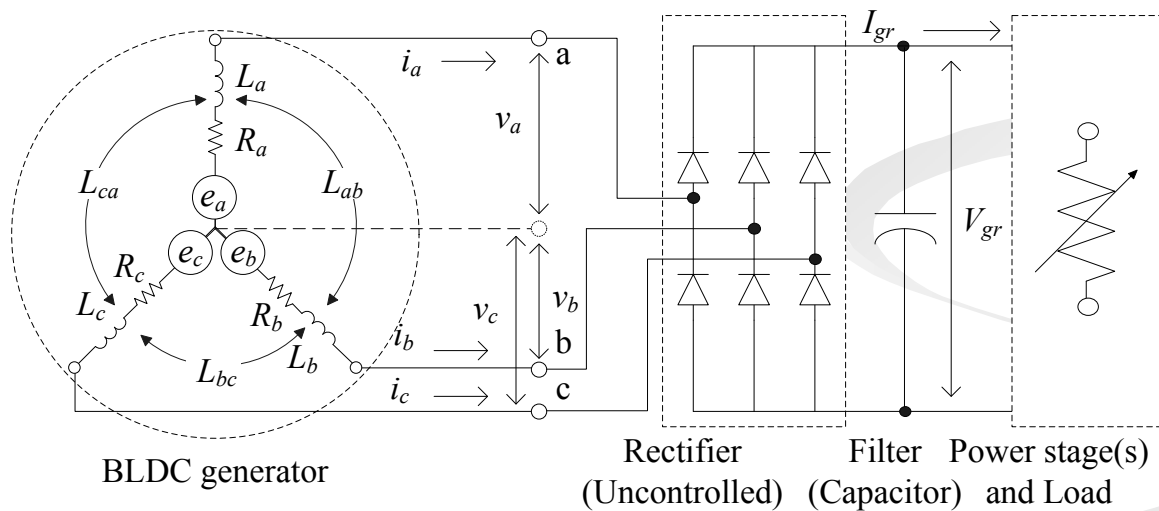 I_gr
i_a
a
L_a
v_a
R_a
L_ca
L_ab
e_a
V_gr
e_c
e_b
R_c
L_c
R_b
v_c
v_b
i_b
b
L_b
L_bc
i_c
c
BLDC generator
Rectifier
(Uncontrolled)
Filter
(Capacitor)
Power stage(s)
and Load